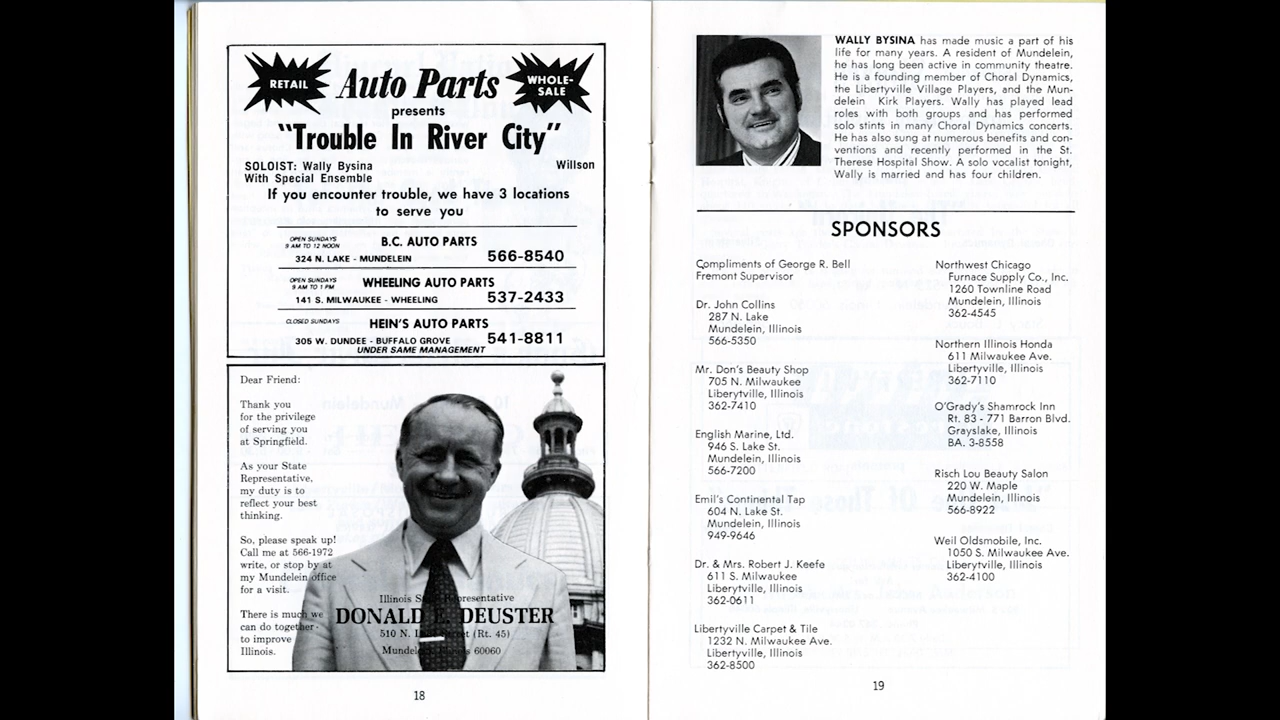 RETAIL
Auto Parts
WHOLE-
SALE
presents
"Trouble In River City"
SOLOIST: Wally Bysina
Willson
With Special Ensemble
If you encounter trouble, we have 3 locations
to serve you
OPEN SUNDAYS
9 AM TO 12 NOON
B.C. AUTO PARTS
324 N. LAKE - MUNDELEIN
566-8540
OPEN SUNDAYS
9 AM TO 1 PM
WHEELING AUTO PARTS
141 S. MILWAUKEE - WHEELING
537-2433
CLOSED SUNDAYS
HEIN'S AUTO PARTS
305 W. DUNDEE - BUFFALO GROVE
541-8811
UNDER SAME MANAGEMENT
Dear Friend:
Thank you
for the privilege
of serving you
at Springfield.
As your State
Representative,
my duty is to
reflect your best
thinking.
So, please speak up!
Call me at 566-1972
write, or stop by at
my Mundelein office
for a visit.
There is much we
can do together-
to improve
Illinois.
Illinois State Representative
DONALD E. DEUSTER
510 N. Street (Rt. 45)
Mundelein, Illinois 60060
18
WALLY BYSINA has made music a part of his
life for many years. A resident of Mundelein,
he has long been active in community theatre.
He is a founding member of Choral Dynamics,
the Libertyville Village Players, and the Mun-
delein Kirk Players. Wally has played lead
roles with both groups and has performed
solo stints in many Choral Dynamics concerts.
He has also sung at numerous benefits and con-
ventions and recently performed in the St.
Therese Hospital Show. A solo vocalist tonight,
Wally is married and has four children.
SPONSORS
Compliments of George R. Bell
Fremont Supervisor
Dr. John Collins
287 N. Lake
Mundelein, Illinois
566-5350
Mr. Don's Beauty Shop
705 N. Milwaukee
Liberytville, Illinois
362-7410
English Marine, Ltd.
946 S. Lake St.
Mundelein, Illinois
566-7200
Emil's Continental Tap
604 N. Lake St.
Mundelein, Illinois
949-9646
Dr. & Mrs. Robert J. Keefe
611 S. Milwaukee
Liberytville, Illinois
362-0611
Libertyville Carpet & Tile
1232 N. Milwaukee Ave.
Libertyville, Illinois
362-8500
Northwest Chicago
Furnace Supply Co., Inc.
1260 Townline Road
Mundelein, Illinois
362-4545
Northern Illinois Honda
611 Milwaukee Ave.
Libertyville, Illinois
362-7110
O'Grady's Shamrock Inn
Rt. 83 - 771 Barron Blvd.
Grayslake, Illinois
BA. 3-8558
Risch Lou Beauty Salon
220 W. Maple
Mundelein, Illinois
566-8922
Weil Oldsmobile, Inc.
1050 S. Milwaukee Ave.
Libertyville, Illinois
362-4100
19